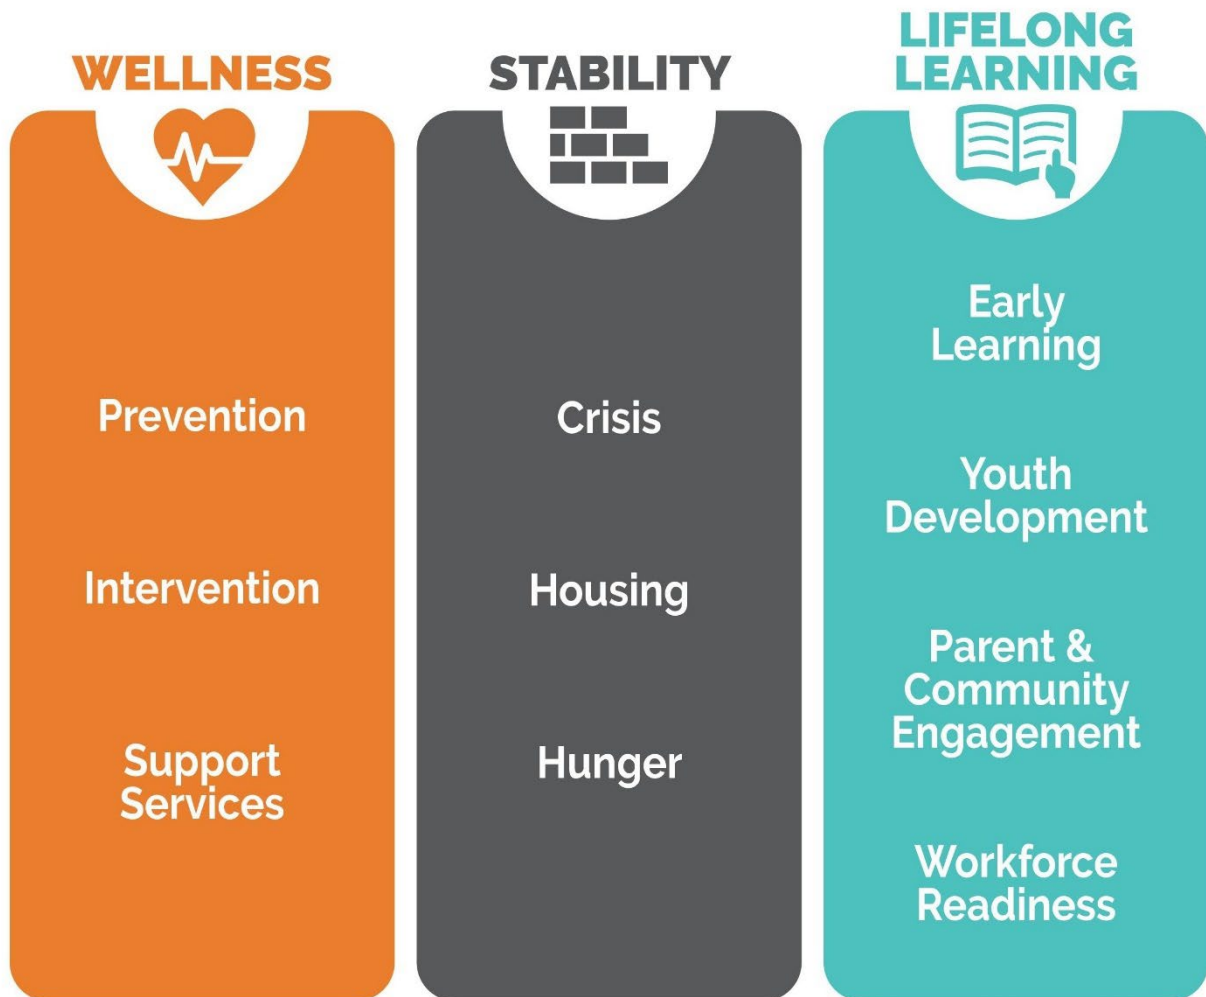 WELLNESS
Prevention
Intervention
Support
Services
STABILITY
Crisis
Housing
Hunger
LIFELONG
LEARNING
Early
Learning
Youth
Development
Parent &
Community
Engagement
Workforce
Readiness